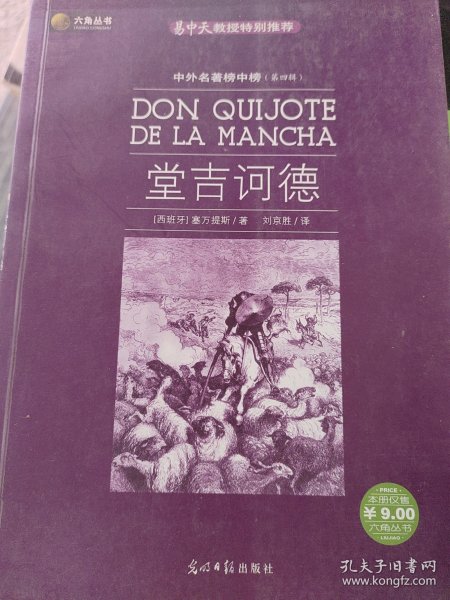 六角丛书
LIUJIAO CONGSHU
易中天教授特别推荐
中外名著榜中榜（第四辑）
DON QUIJOTE
DE LA MANCHA
堂吉诃德
[西班牙] 塞万提斯 / 著 刘京胜 / 译
PRICE
本册仅售
￥9.00
六角丛书
LIUJIAO
光明日报出版社
孔夫子旧书网
www.kongfz.com